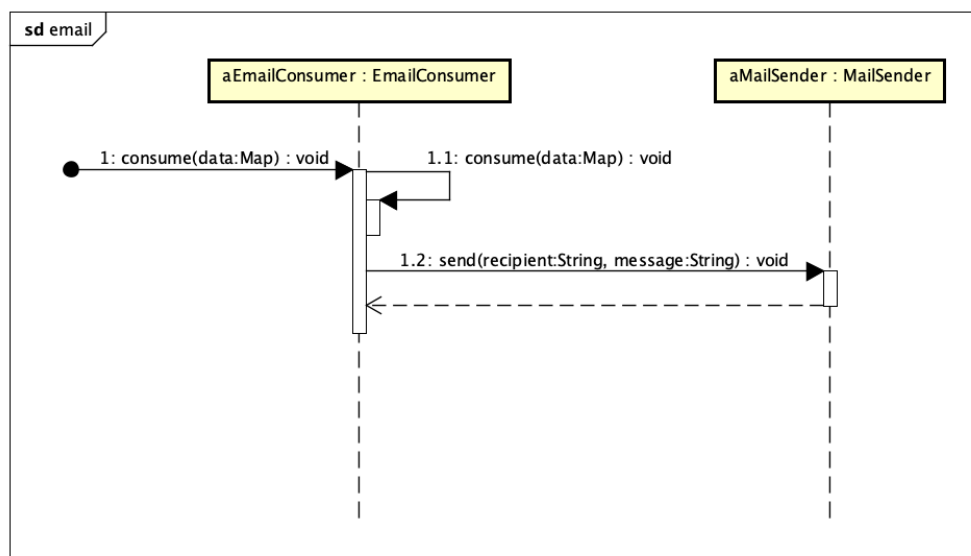 sd email
aEmailConsumer : EmailConsumer
aMailSender : MailSender
1: consume(data:Map) : void
1.1: consume(data:Map) : void
1.2: send(recipient:String, message:String) : void